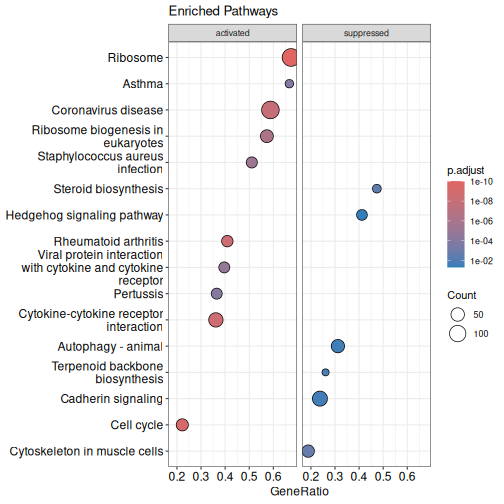 Enriched Pathways
activated
suppressed
Ribosome
Asthma
Coronavirus disease
Ribosome biogenesis in
eukaryotes
Staphylococcus aureus
infection
Steroid biosynthesis
Hedgehog signaling pathway
Rheumatoid arthritis
Viral protein interaction
with cytokine and cytokine
receptor
Pertussis
Cytokine-cytokine receptor
interaction
Autophagy - animal
Terpenoid backbone
biosynthesis
Cadherin signaling
Cell cycle
Cytoskeleton in muscle cells
0.2 0.3 0.4 0.5 0.6
0.2 0.3 0.4 0.5 0.6
GeneRatio
p.adjust
1e-10
1e-08
1e-06
1e-04
1e-02
Count
50
100